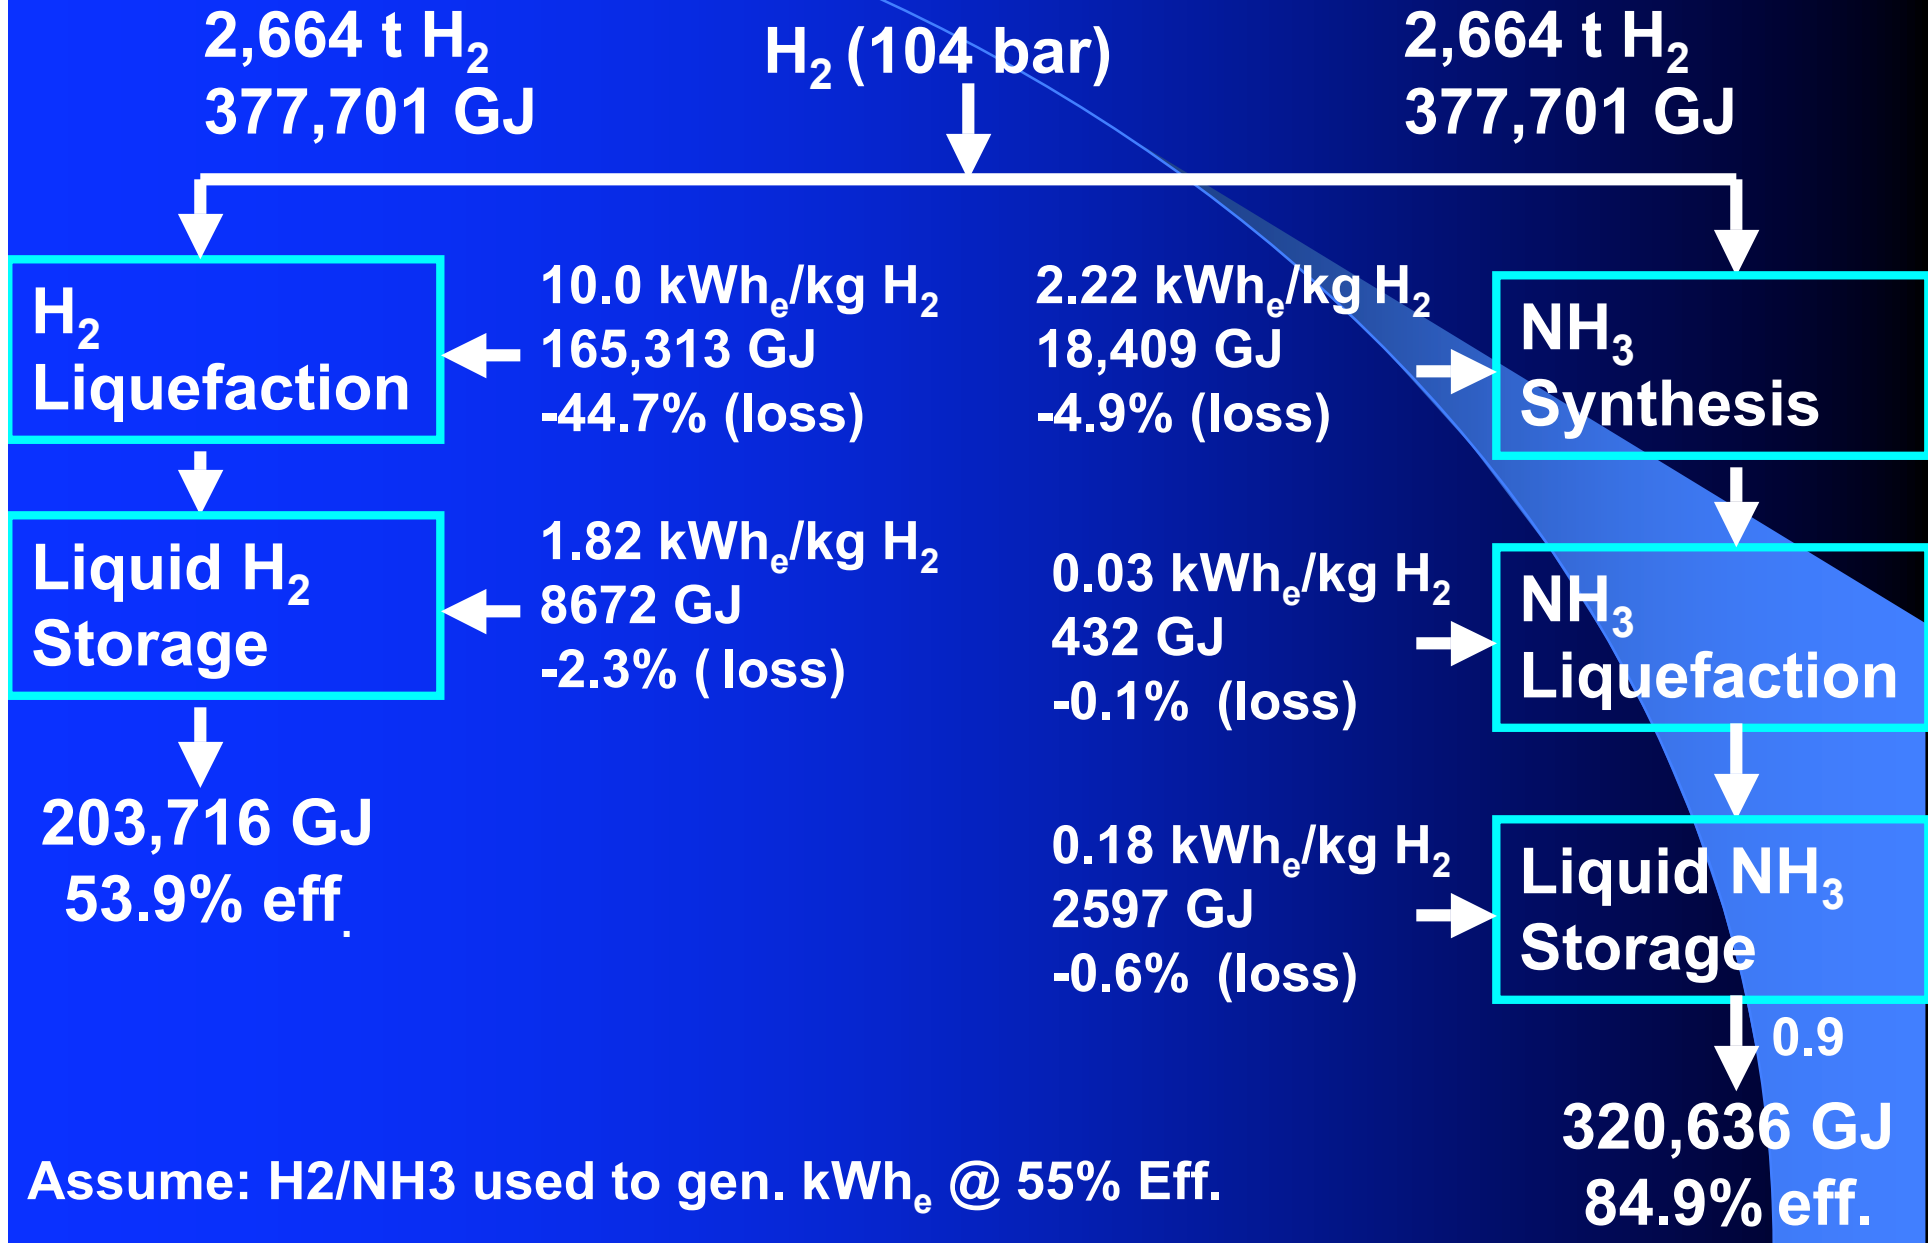 2,664 t H₂
377,701 GJ
H₂ (104 bar)
2,664 t H₂
377,701 GJ
H₂
Liquefaction
10.0 kWhₑ/kg H₂
165,313 GJ
-44.7% (loss)
2.22 kWhₑ/kg H₂
18,409 GJ
-4.9% (loss)
NH₃
Synthesis
Liquid H₂
Storage
1.82 kWhₑ/kg H₂
8672 GJ
-2.3% ( loss)
0.03 kWhₑ/kg H₂
432 GJ
-0.1% (loss)
NH₃
Liquefaction
203,716 GJ
53.9% eff.
0.18 kWhₑ/kg H₂
2597 GJ
-0.6% (loss)
Liquid NH₃
Storage
0.9
320,636 GJ
84.9% eff.
Assume: H2/NH3 used to gen. kWhₑ @ 55% Eff.